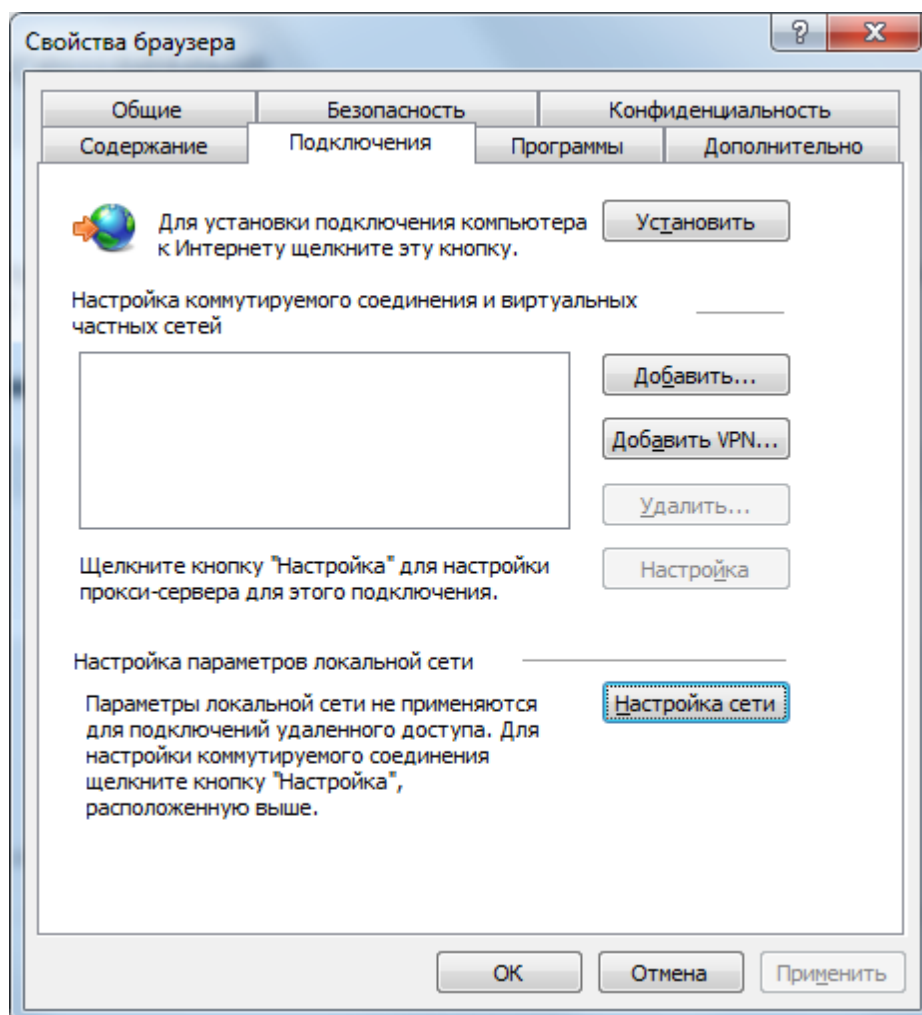 Свойства браузера
Общие
Безопасность
Конфиденциальность
Содержание
Подключения
Программы
Дополнительно
Для установки подключения компьютера
к Интернету щелкните эту кнопку.
Установить
Настройка коммутируемого соединения и виртуальных
частных сетей
Добавить...
Добавить VPN...
Удалить...
Настройка
Щелкните кнопку "Настройка" для настройки
прокси-сервера для этого подключения.
Настройка параметров локальной сети
Параметры локальной сети не применяются
для подключений удаленного доступа. Для
настройки коммутируемого соединения
щелкните кнопку "Настройка",
расположенную выше.
Настройка сети
ОК
Отмена
Применить